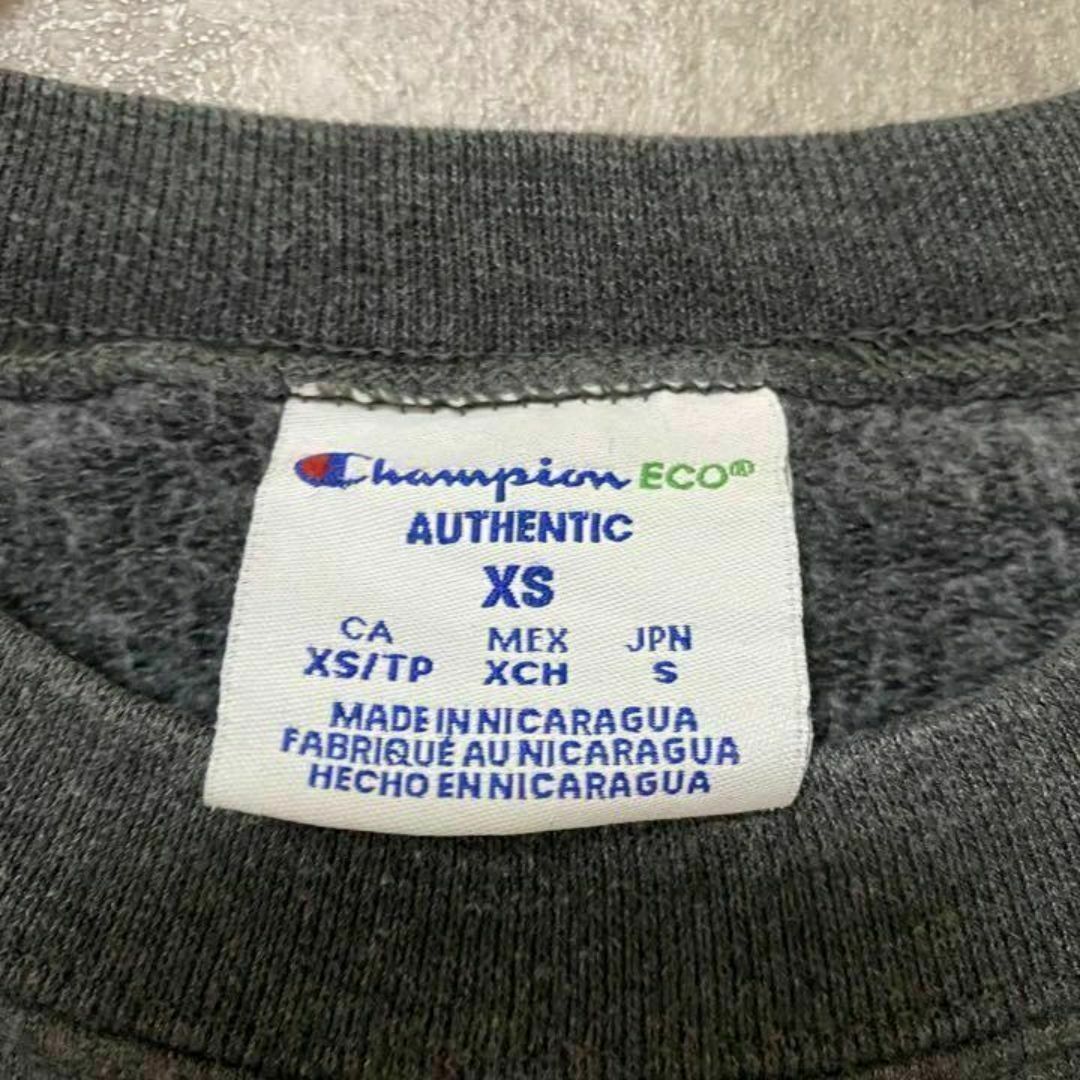 Champion ECO®
AUTHENTIC
XS
CA MEX JPN
XS/TP XCH S
MADE IN NICARAGUA
FABRIQUÉ AU NICARAGUA
HECHO EN NICARAGUA